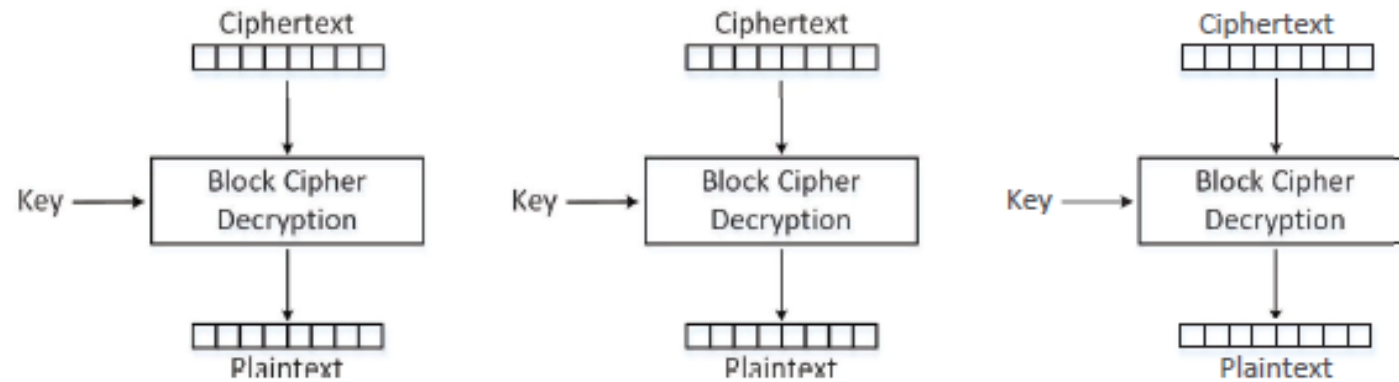 Ciphertext Ciphertext Ciphertext
Key Block Cipher Decryption Key Block Cipher Decryption Key Block Cipher Decryption
Plaintext Plaintext Plaintext